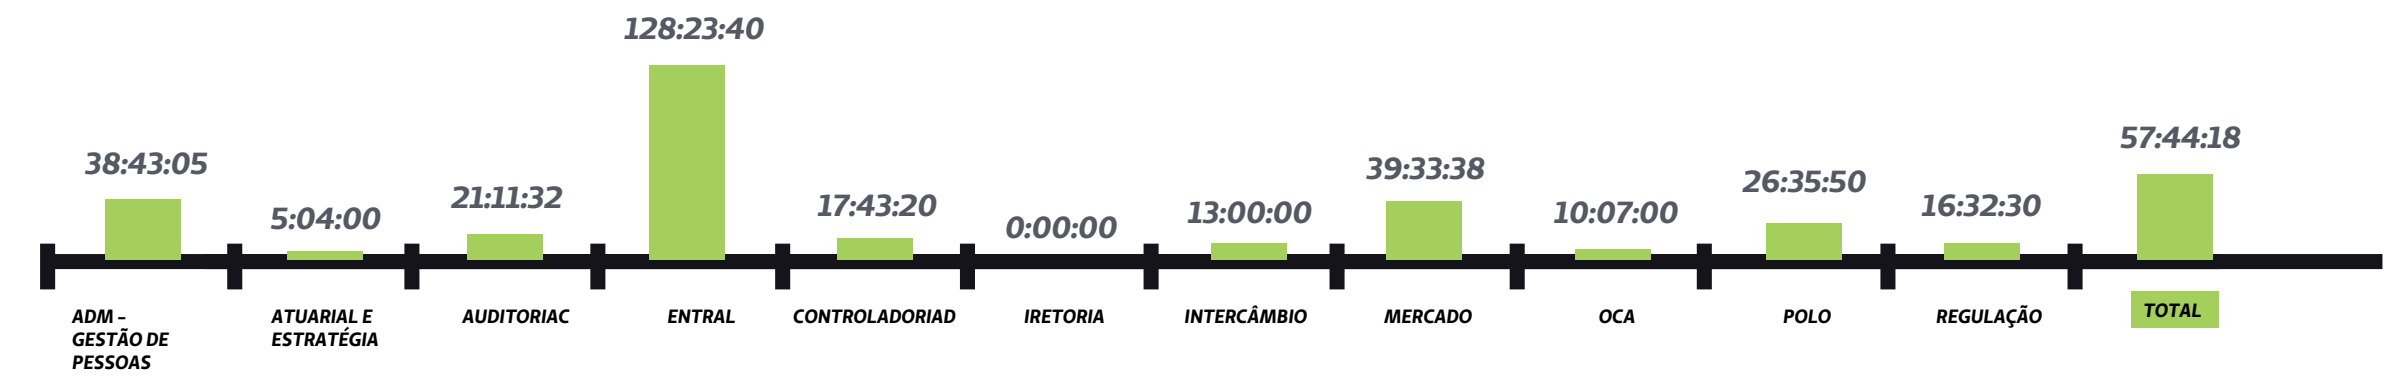 128:23:40
57:44:18
38:43:05
39:33:38
26:35:50
21:11:32
17:43:20
16:32:30
5:04:00
13:00:00
10:07:00
0:00:00
ADM –
GESTÃO DE
PESSOAS
ATUARIAL E
ESTRATÉGIA
AUDITORIAC
ENTRAL
CONTROLADORIAD
IRETORIA
INTERCÂMBIO
MERCADO
OCA
POLO
REGULAÇÃO
TOTAL